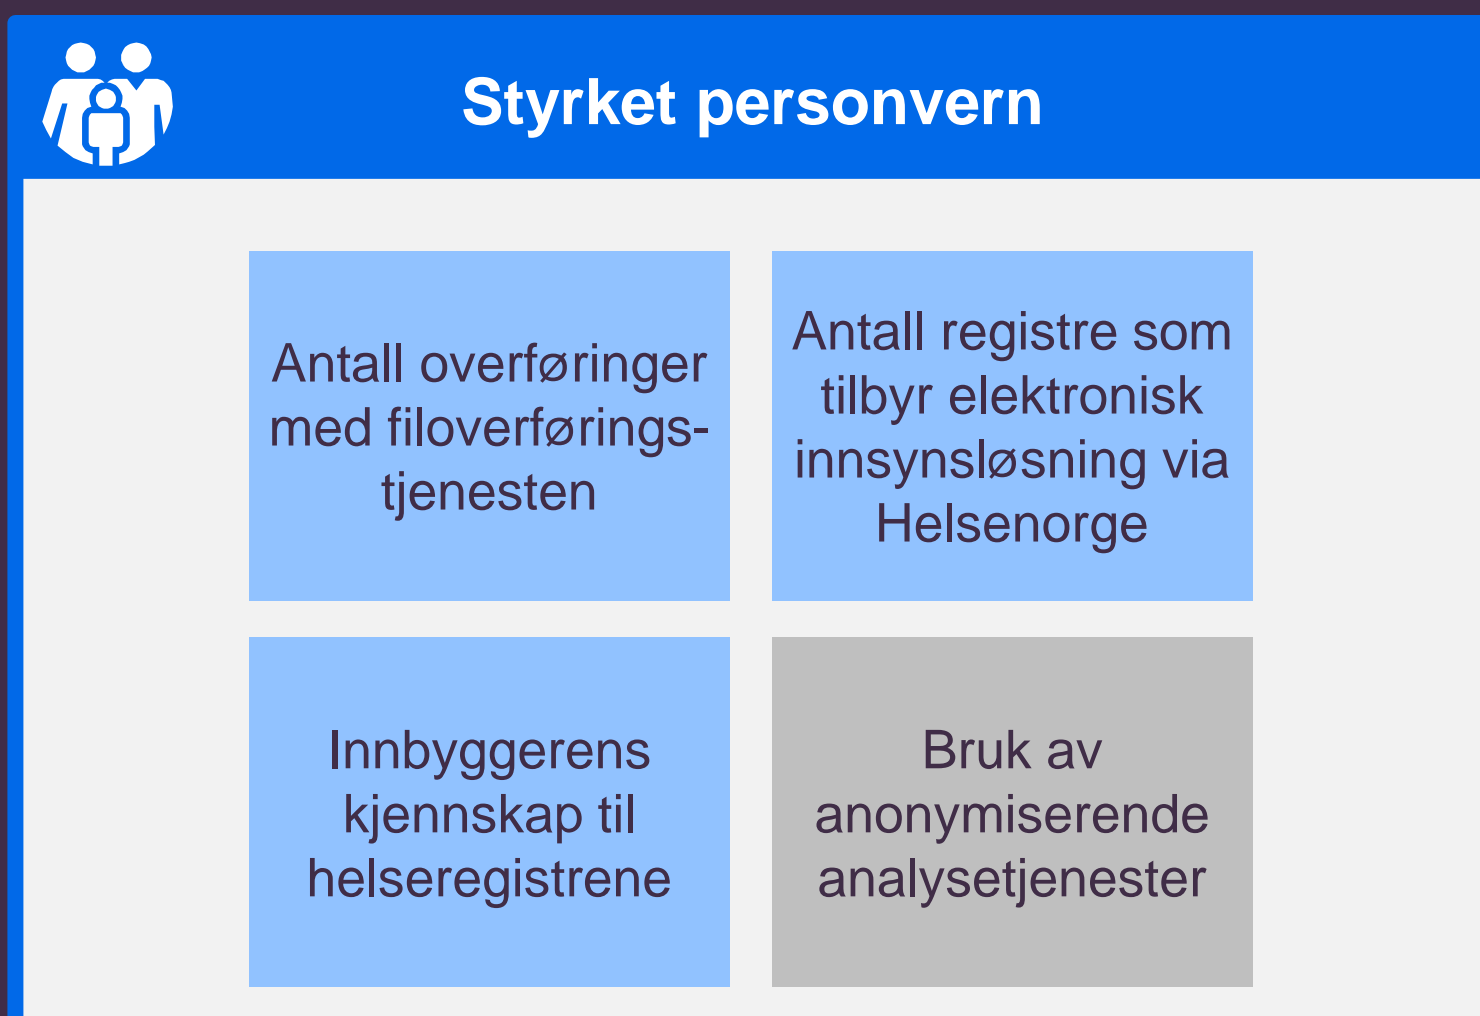 Styrket personvern
Antall overføringer
med filoverførings-
tjenesten
Antall registre som
tilbyr elektronisk
innsynsløsning via
Helsenorge
Innbyggerens
kjennskap til
helseregistrene
Bruk av
anonymiserende
analysetjenester